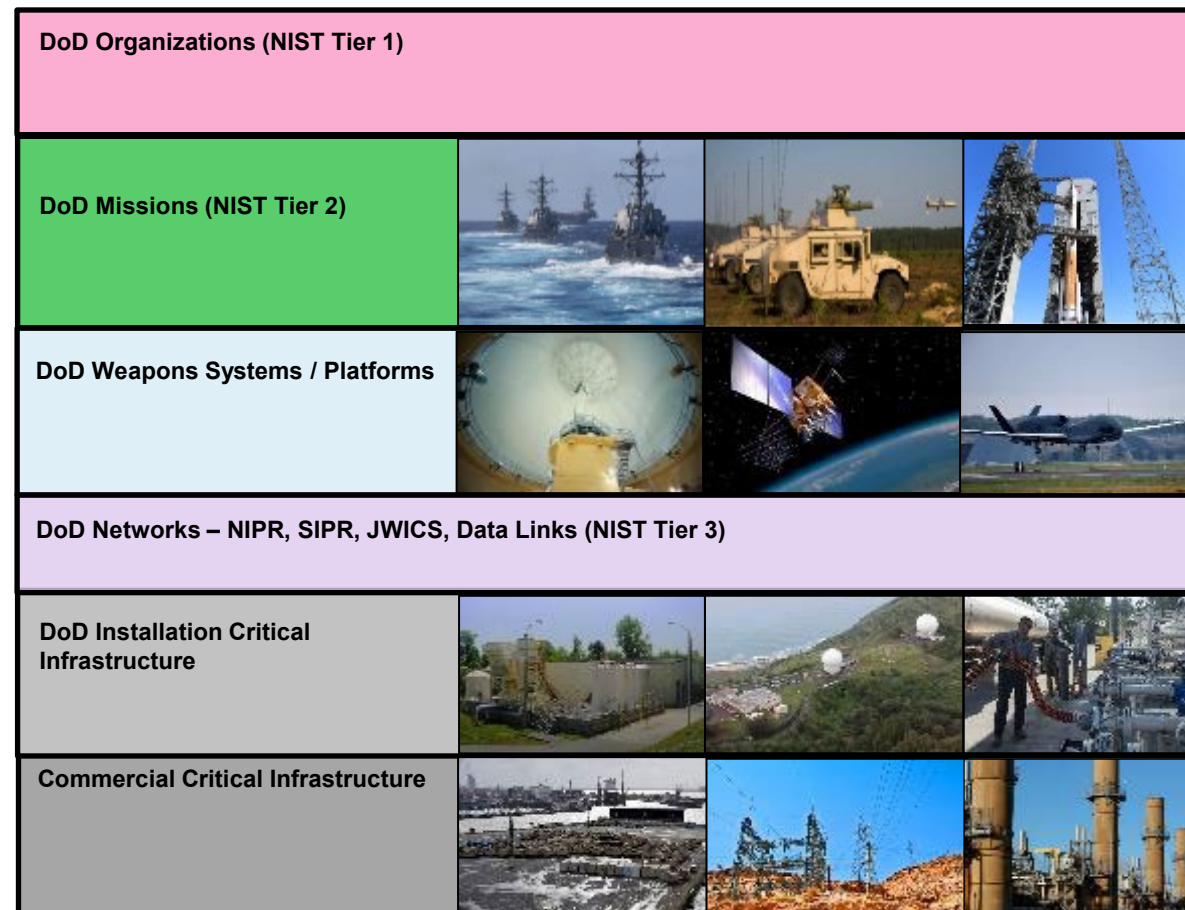 DoD Organizations (NIST Tier 1)
DoD Missions (NIST Tier 2)
DoD Weapons Systems / Platforms
DoD Networks – NIPR, SIPR, JWICS, Data Links (NIST Tier 3)
DoD Installation Critical
Infrastructure
Commercial Critical Infrastructure